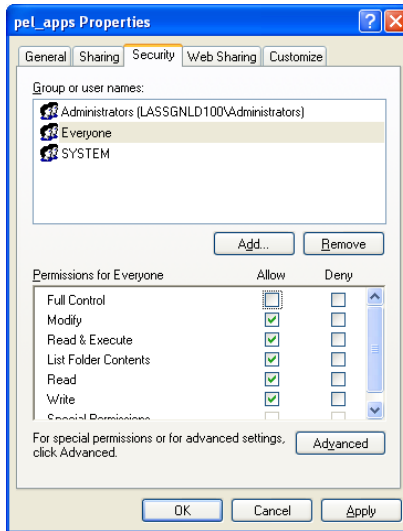 pel_apps Properties
General Sharing Security Web Sharing Customize
Group or user names:
Administrators (LASSGNLD100\Administrators)
Everyone
SYSTEM
Add... Remove
Permissions for Everyone Allow Deny
Full Control
Modify
Read & Execute
List Folder Contents
Read
Write
Special Permissions
For special permissions or for advanced settings, Advanced
click Advanced.
OK Cancel Apply